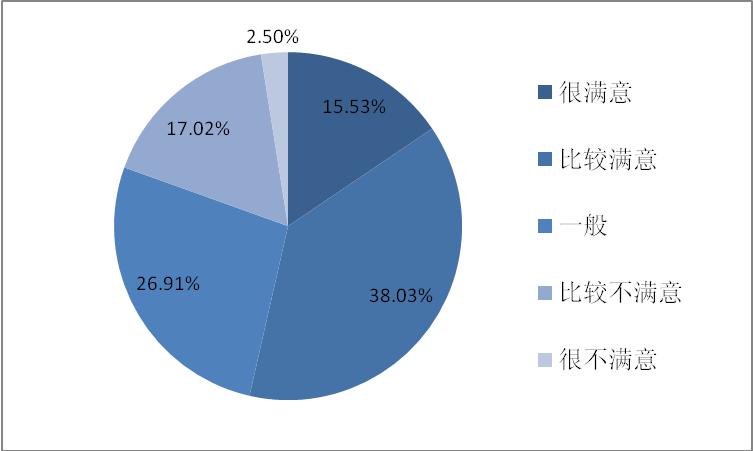 2.50%
15.53%
17.02%
26.91%
38.03%
很满意
比较满意
一般
比较不满意
很不满意